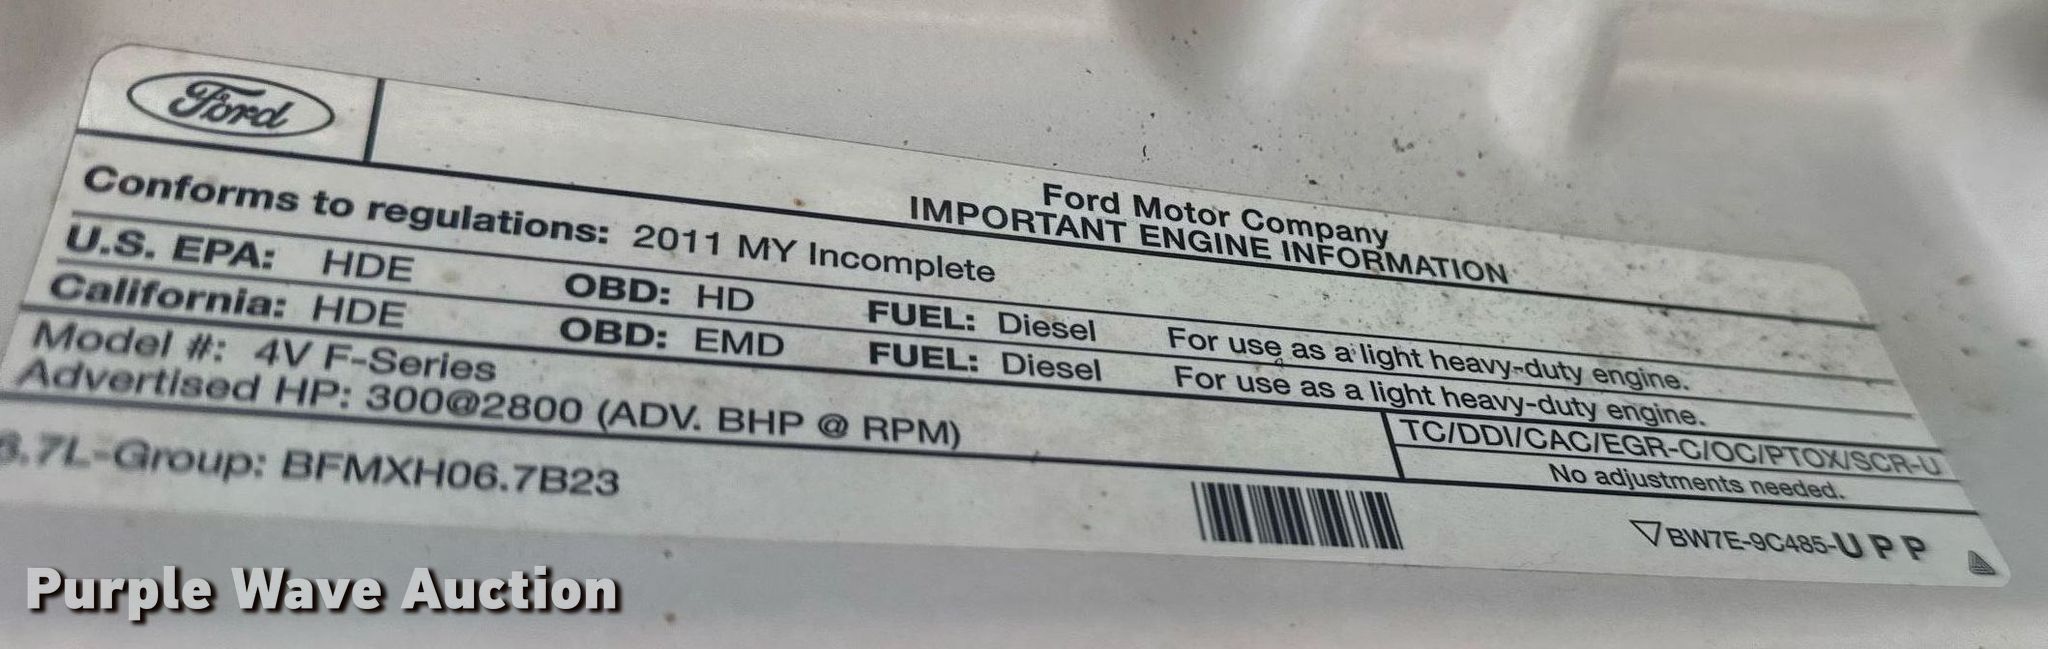 Ford
Ford Motor Company
IMPORTANT ENGINE INFORMATION
Conforms to regulations: 2011 MY Incomplete
U.S. EPA: HDE OBD: HD FUEL: Diesel For use as a light heavy-duty engine.
California: HDE OBD: EMD FUEL: Diesel For use as a light heavy-duty engine.
Model #: 4V F-Series
TC/DDI/CAC/EGR-C/OC/PTOX/SCR-U
Advertised HP: 300@2800 (ADV. BHP @ RPM)
No adjustments needed.
6.7L-Group: BFMXH06.7B23
BW7E-9C485-UPP
Purple Wave Auction